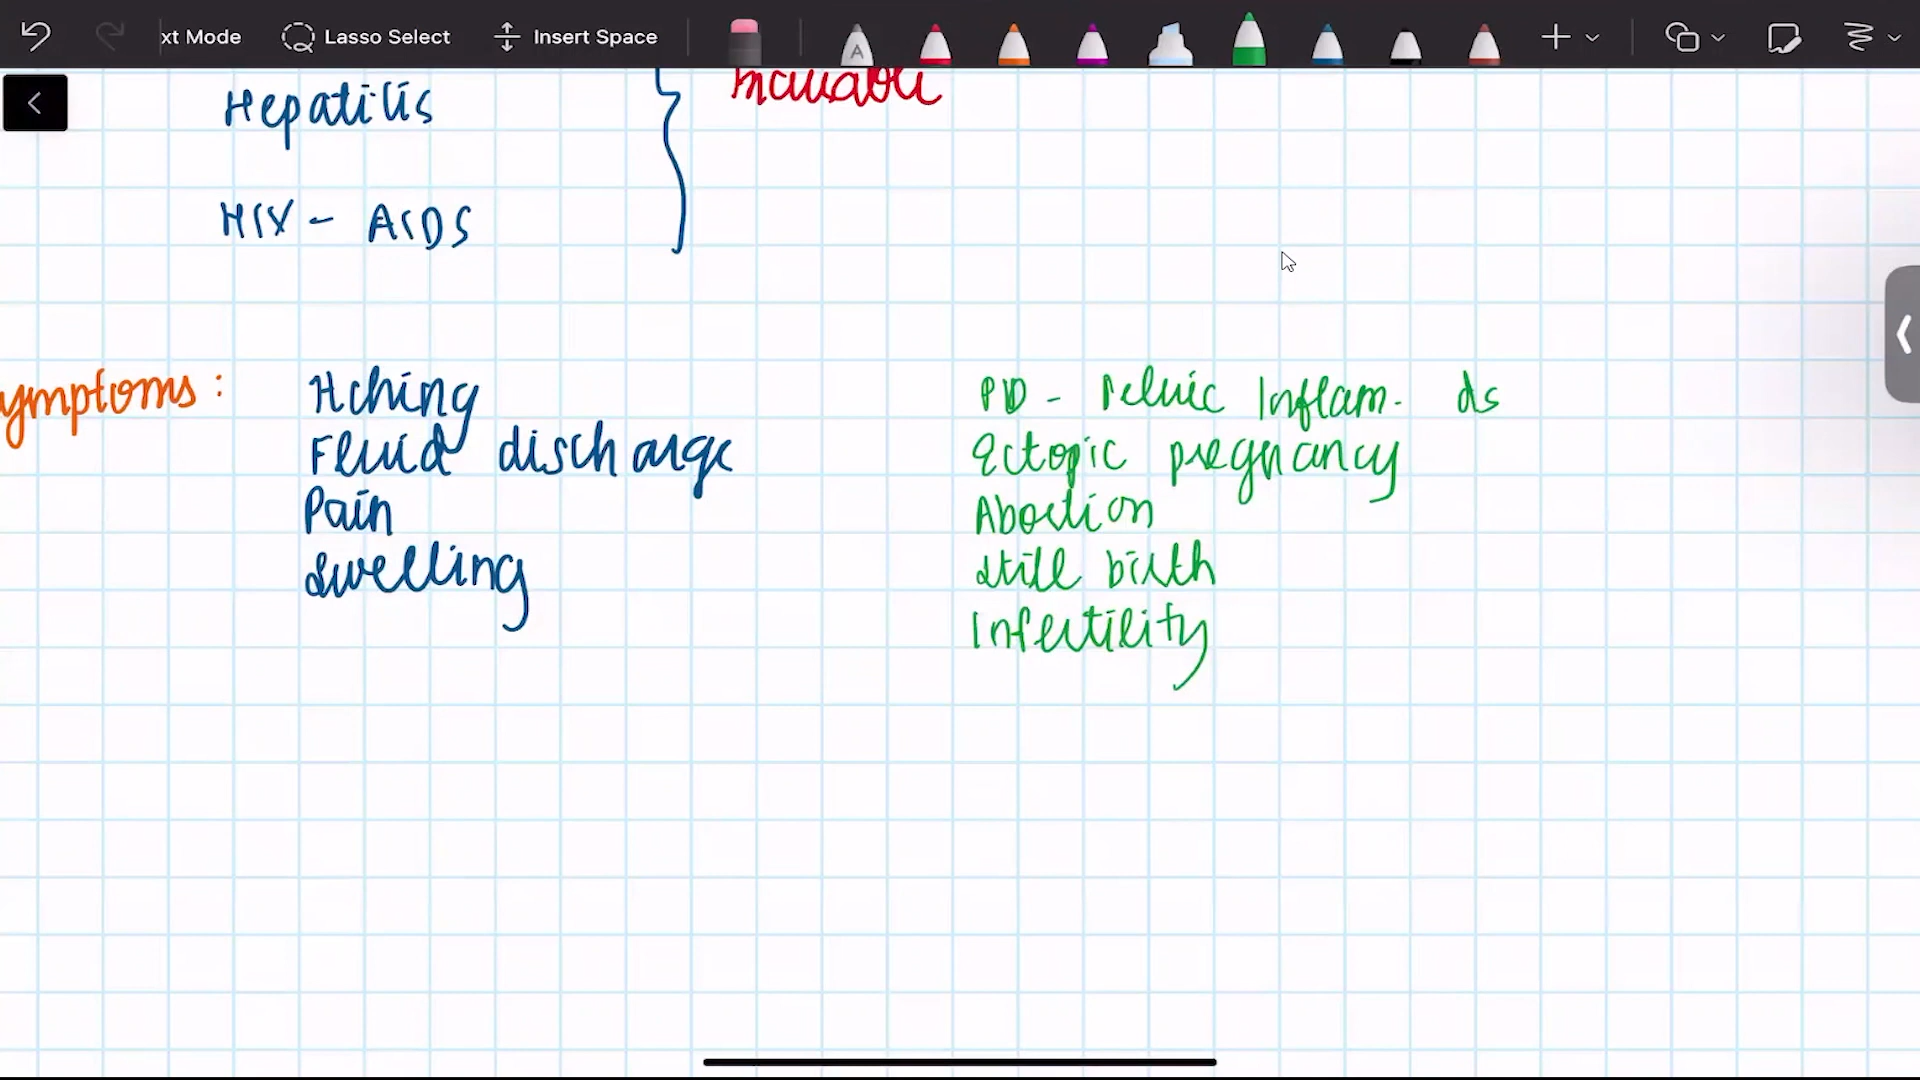 xt Mode Lasso Select Insert Space
A
Incurable
Hepatitis
HIV - AIDS
ymptoms :
Itching
Fluid discharge
Pain
Swelling
PID - Pelvic Inflam. ds
Ectopic pregnancy
Abortion
Still birth
Infertility